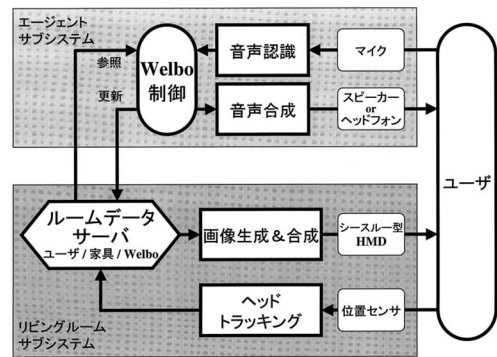 エージェント
サブシステム
参照
更新
Welbo
制御
音声認識
マイク
音声合成
スピーカー
or
ヘッドフォン
ユーザ
ルームデータ
サーバ
ユーザ / 家具 / Welbo
画像生成＆合成
シースルー型
HMD
ヘッド
トラッキング
位置センサ
リビングルーム
サブシステム